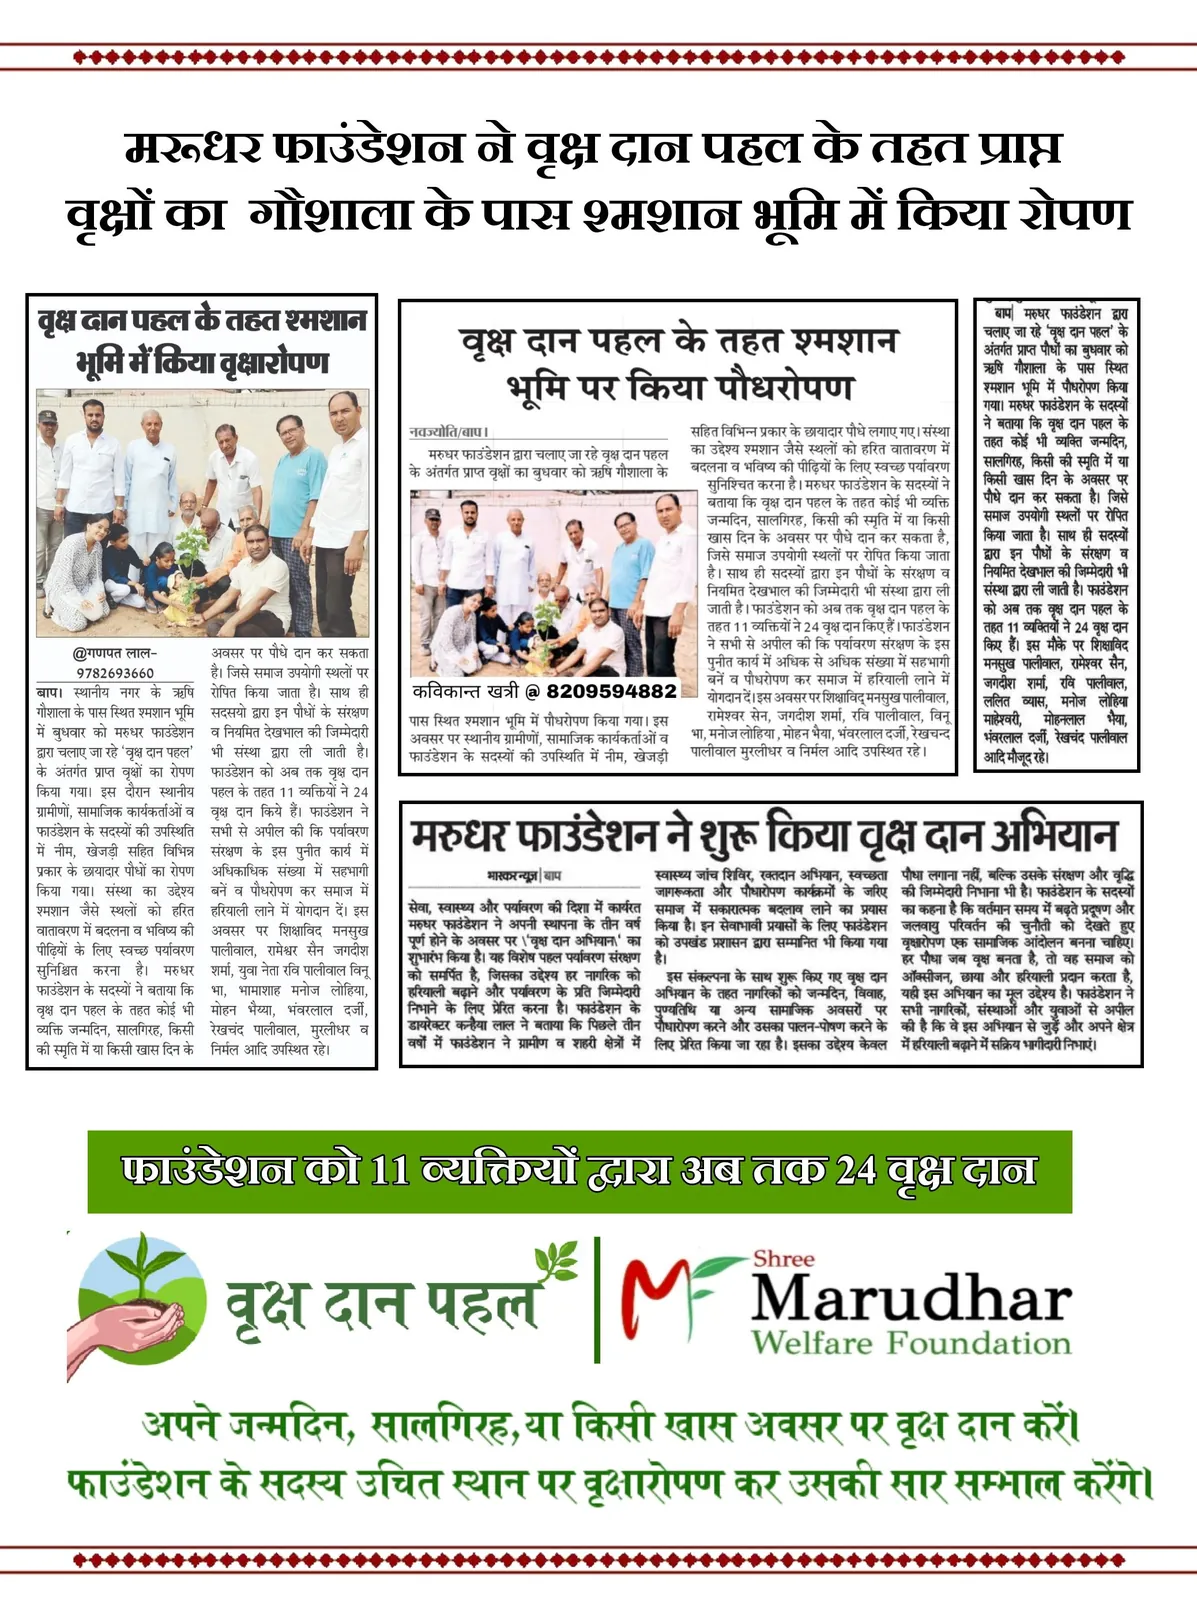 मरूधर फाउंडेशन ने वृक्ष दान पहल के तहत प्राप्त
वृक्षों का गौशाला के पास श्मशान भूमि में किया रोपण
वृक्ष दान पहल के तहत श्मशान
भूमि में किया वृक्षारोपण
@गणपत लाल-
9782693660
बाप। स्थानीय नगर के ऋषि
गौशाला के पास स्थित श्मशान भूमि
में बुधवार को मरुधर फाउंडेशन
द्वारा चलाए जा रहे 'वृक्ष दान पहल'
के अंतर्गत प्राप्त वृक्षों का रोपण
किया गया। इस दौरान स्थानीय
ग्रामीणों, सामाजिक कार्यकर्ताओं व
फाउंडेशन के सदस्यों की उपस्थिति
में नीम, खेजड़ी सहित विभिन्न
प्रकार के छायादार पौधों का रोपण
किया गया। संस्था का उद्देश्य
श्मशान जैसे स्थलों को हरित
वातावरण में बदलना व भविष्य की
पीढ़ियों के लिए स्वच्छ पर्यावरण
सुनिश्चित करना है। मरुधर
फाउंडेशन के सदस्यों ने बताया कि
वृक्ष दान पहल के तहत कोई भी
व्यक्ति जन्मदिन, सालगिरह, किसी
की स्मृति में या किसी खास दिन के
अवसर पर पौधे दान कर सकता
है। जिसे समाज उपयोगी स्थलों पर
रोपित किया जाता है। साथ ही
सदसयो द्वारा इन पौधों के संरक्षण
व नियमित देखभाल की जिम्मेदारी
भी संस्था द्वारा ली जाती है।
फाउंडेशन को अब तक वृक्ष दान
पहल के तहत 11 व्यक्तियों ने 24
वृक्ष दान किये हैं। फाउंडेशन ने
सभी से अपील की कि पर्यावरण
संरक्षण के इस पुनीत कार्य में
अधिकाधिक संख्या में सहभागी
बनें व पौधरोपण कर समाज में
हरियाली लाने में योगदान दें। इस
अवसर पर शिक्षाविद मनसुख
पालीवाल, रामेश्वर सैन जगदीश
शर्मा, युवा नेता रवि पालीवाल विनू
भा, भामाशाह मनोज लोहिया,
मोहन भैय्या, भंवरलाल दर्जी,
रेखचंद पालीवाल, मुरलीधर व
निर्मल आदि उपस्थित रहे।
वृक्ष दान पहल के तहत श्मशान
भूमि पर किया पौधरोपण
नवज्योति/बाप।
मरुधर फाउंडेशन द्वारा चलाए जा रहे वृक्ष दान पहल
के अंतर्गत प्राप्त वृक्षों का बुधवार को ऋषि गौशाला के
कविकान्त खत्री @ 8209594882
पास स्थित श्मशान भूमि में पौधरोपण किया गया। इस
अवसर पर स्थानीय ग्रामीणों, सामाजिक कार्यकर्ताओं व
फाउंडेशन के सदस्यों की उपस्थिति में नीम, खेजड़ी
सहित विभिन्न प्रकार के छायादार पौधे लगाए गए। संस्था
का उद्देश्य श्मशान जैसे स्थलों को हरित वातावरण में
बदलना व भविष्य की पीढ़ियों के लिए स्वच्छ पर्यावरण
सुनिश्चित करना है। मरुधर फाउंडेशन के सदस्यों ने
बताया कि वृक्ष दान पहल के तहत कोई भी व्यक्ति
जन्मदिन, सालगिरह, किसी की स्मृति में या किसी
खास दिन के अवसर पर पौधे दान कर सकता है,
जिसे समाज उपयोगी स्थलों पर रोपित किया जाता
है। साथ ही सदस्यों द्वारा इन पौधों के संरक्षण व
नियमित देखभाल की जिम्मेदारी भी संस्था द्वारा ली
जाती है। फाउंडेशन को अब तक वृक्ष दान पहल के
तहत 11 व्यक्तियों ने 24 वृक्ष दान किए हैं। फाउंडेशन
ने सभी से अपील की कि पर्यावरण संरक्षण के इस
पुनीत कार्य में अधिक से अधिक संख्या में सहभागी
बनें व पौधरोपण कर समाज में हरियाली लाने में
योगदान दें। इस अवसर पर शिक्षाविद् मनसुख पालीवाल,
रामेश्वर सेन, जगदीश शर्मा, रवि पालीवाल, विनू
भा, मनोज लोहिया, मोहन भैया, भंवरलाल दर्जी, रेखचन्द
पालीवाल मुरलीधर व निर्मल आदि उपस्थित रहे।
बाप| मरुधर फाउंडेशन द्वारा
चलाए जा रहे 'वृक्ष दान पहल' के
अंतर्गत प्राप्त पौधों का बुधवार को
ऋषि गौशाला के पास स्थित
श्मशान भूमि में पौधरोपण किया
गया। मरुधर फाउंडेशन के सदस्यों
ने बताया कि वृक्ष दान पहल के
तहत कोई भी व्यक्ति जन्मदिन,
सालगिरह, किसी की स्मृति में या
किसी खास दिन के अवसर पर
पौधे दान कर सकता है। जिसे
समाज उपयोगी स्थलों पर रोपित
किया जाता है। साथ ही सदस्यों
द्वारा इन पौधों के संरक्षण व
नियमित देखभाल की जिम्मेदारी भी
संस्था द्वारा ली जाती है। फाउंडेशन
को अब तक वृक्ष दान पहल के
तहत 11 व्यक्तियों ने 24 वृक्ष दान
किए हैं। इस मौके पर शिक्षाविद
मनसुख पालीवाल, रामेश्वर सैन,
जगदीश शर्मा, रवि पालीवाल,
ललित व्यास, मनोज लोहिया
माहेश्वरी, मोहनलाल भैया,
भंवरलाल दर्जी, रेखचंद पालीवाल
आदि मौजूद रहे।
मरुधर फाउंडेशन ने शुरू किया वृक्ष दान अभियान
भास्कर न्यूज | बाप
सेवा, स्वास्थ्य और पर्यावरण की दिशा में कार्यरत
मरुधर फाउंडेशन ने अपनी स्थापना के तीन वर्ष
पूर्ण होने के अवसर पर \'वृक्ष दान अभियान\' का
शुभारंभ किया है। यह विशेष पहल पर्यावरण संरक्षण
को समर्पित है, जिसका उद्देश्य हर नागरिक को
हरियाली बढ़ाने और पर्यावरण के प्रति जिम्मेदारी
निभाने के लिए प्रेरित करना है। फाउंडेशन के
डायरेक्टर कन्हैया लाल ने बताया कि पिछले तीन
वर्षों में फाउंडेशन ने ग्रामीण व शहरी क्षेत्रों में
स्वास्थ्य जांच शिविर, रक्तदान अभियान, स्वच्छता
जागरूकता और पौधारोपण कार्यक्रमों के जरिए
समाज में सकारात्मक बदलाव लाने का प्रयास
किया है। इन सेवाभावी प्रयासों के लिए फाउंडेशन
को उपखंड प्रशासन द्वारा सम्मानित भी किया गया
है।
इस संकल्पना के साथ शुरू किए गए वृक्ष दान
अभियान के तहत नागरिकों को जन्मदिन, विवाह,
पुण्यतिथि या अन्य सामाजिक अवसरों पर
पौधारोपण करने और उसका पालन-पोषण करने के
लिए प्रेरित किया जा रहा है। इसका उद्देश्य केवल
पौधा लगाना नहीं, बल्कि उसके संरक्षण और वृद्धि
की जिम्मेदारी निभाना भी है। फाउंडेशन के सदस्यों
का कहना है कि वर्तमान समय में बढ़ते प्रदूषण और
जलवायु परिवर्तन की चुनौती को देखते हुए
वृक्षारोपण एक सामाजिक आंदोलन बनना चाहिए।
हर पौधा जब वृक्ष बनता है, तो वह समाज को
ऑक्सीजन, छाया और हरियाली प्रदान करता है,
यही इस अभियान का मूल उद्देश्य है। फाउंडेशन ने
सभी नागरिकों, संस्थाओं और युवाओं से अपील
की है कि वे इस अभियान से जुड़ें और अपने क्षेत्र
में हरियाली बढ़ाने में सक्रिय भागीदारी निभाएं।
फाउंडेशन को 11 व्यक्तियों द्वारा अब तक 24 वृक्ष दान
वृक्ष दान पहल
Shree
Marudhar
Welfare Foundation
अपने जन्मदिन, सालगिरह,या किसी खास अवसर पर वृक्ष दान करें।
फाउंडेशन के सदस्य उचित स्थान पर वृक्षारोपण कर उसकी सार सम्भाल करेंगे।